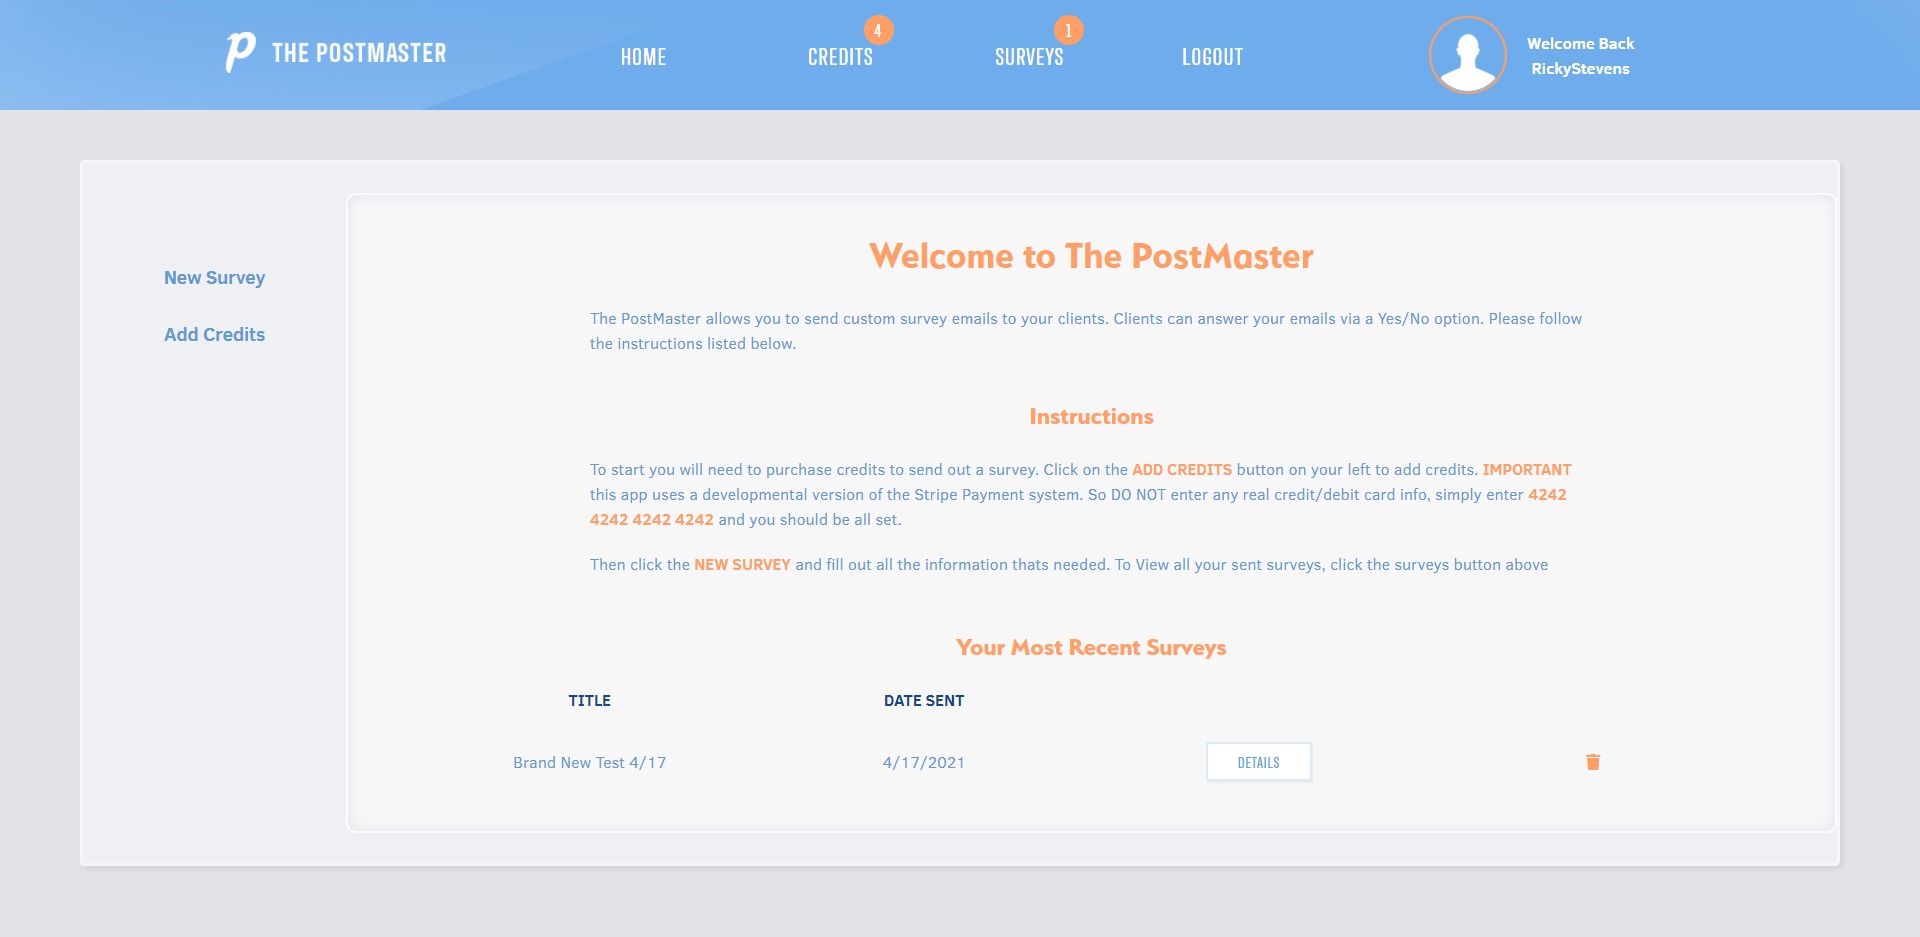 p THE POSTMASTER
HOME
CREDITS
4
SURVEYS
1
LOGOUT
Welcome Back
RickyStevens
New Survey
Add Credits
Welcome to The PostMaster
The PostMaster allows you to send custom survey emails to your clients. Clients can answer your emails via a Yes/No option. Please follow
the instructions listed below.
Instructions
To start you will need to purchase credits to send out a survey. Click on the ADD CREDITS button on your left to add credits. IMPORTANT
this app uses a developmental version of the Stripe Payment system. So DO NOT enter any real credit/debit card info, simply enter 4242
4242 4242 4242 and you should be all set.
Then click the NEW SURVEY and fill out all the information thats needed. To View all your sent surveys, click the surveys button above
Your Most Recent Surveys
TITLE DATE SENT
Brand New Test 4/17 4/17/2021 DETAILS